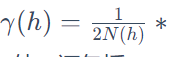 γ(h) = 1/2N(h) *